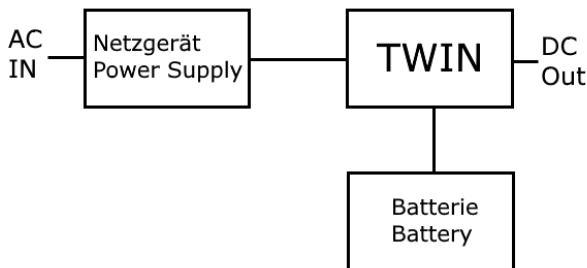 AC
IN
Netzgerät
Power Supply
TWIN
DC
Out
Batterie
Battery